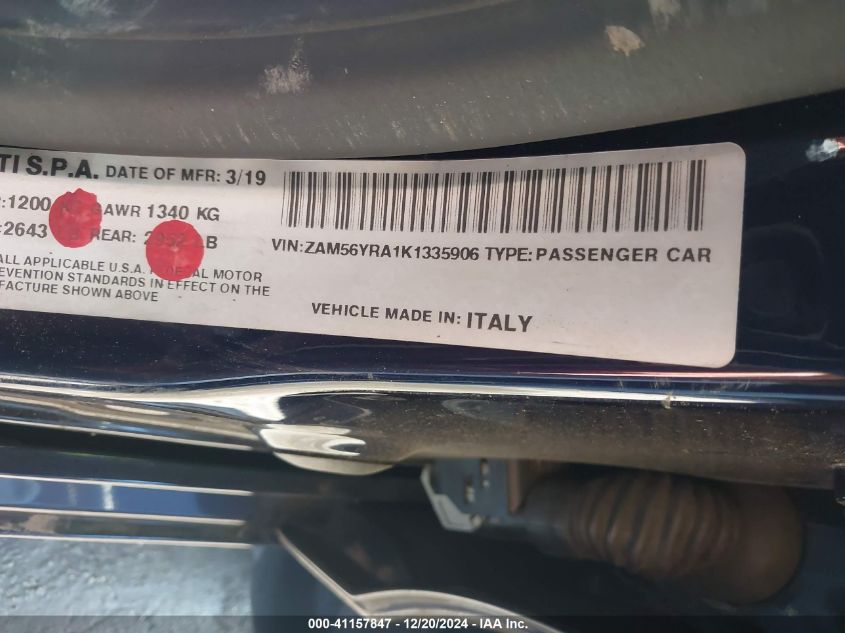 TI S.P.A. DATE OF MFR: 3/19
:1200 AWR 1340 KG
:2643 REAR: LB
VIN:ZAM56YRA1K1335906 TYPE: PASSENGER CAR
ALL APPLICABLE U.S.A. MOTOR
EVENTION STANDARDS IN EFFECT ON THE
FACTURE SHOWN ABOVE
VEHICLE MADE IN: ITALY
000-41157847 - 12/20/2024 - IAA Inc.